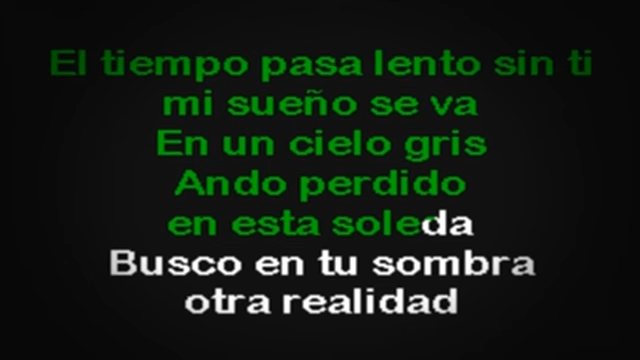 El tiempo pasa lento sin ti
mi sueño se va
En un cielo gris
Ando perdido
en esta soleda
Busco en tu sombra
otra realidad